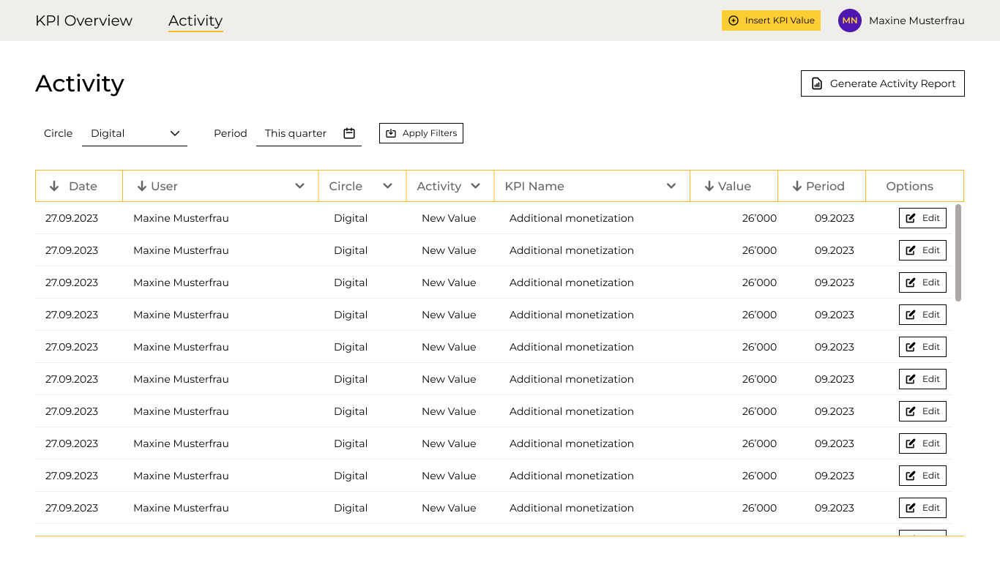 KPI Overview Activity Insert KPI Value MN Maxine Musterfrau
Activity Generate Activity Report
Circle Digital Period This quarter Apply Filters
Date User Circle Activity KPI Name Value Period Options
27.09.2023 Maxine Musterfrau Digital New Value Additional monetization 26’000 09.2023 Edit
27.09.2023 Maxine Musterfrau Digital New Value Additional monetization 26’000 09.2023 Edit
27.09.2023 Maxine Musterfrau Digital New Value Additional monetization 26’000 09.2023 Edit
27.09.2023 Maxine Musterfrau Digital New Value Additional monetization 26’000 09.2023 Edit
27.09.2023 Maxine Musterfrau Digital New Value Additional monetization 26’000 09.2023 Edit
27.09.2023 Maxine Musterfrau Digital New Value Additional monetization 26’000 09.2023 Edit
27.09.2023 Maxine Musterfrau Digital New Value Additional monetization 26’000 09.2023 Edit
27.09.2023 Maxine Musterfrau Digital New Value Additional monetization 26’000 09.2023 Edit
27.09.2023 Maxine Musterfrau Digital New Value Additional monetization 26’000 09.2023 Edit
27.09.2023 Maxine Musterfrau Digital New Value Additional monetization 26’000 09.2023 Edit